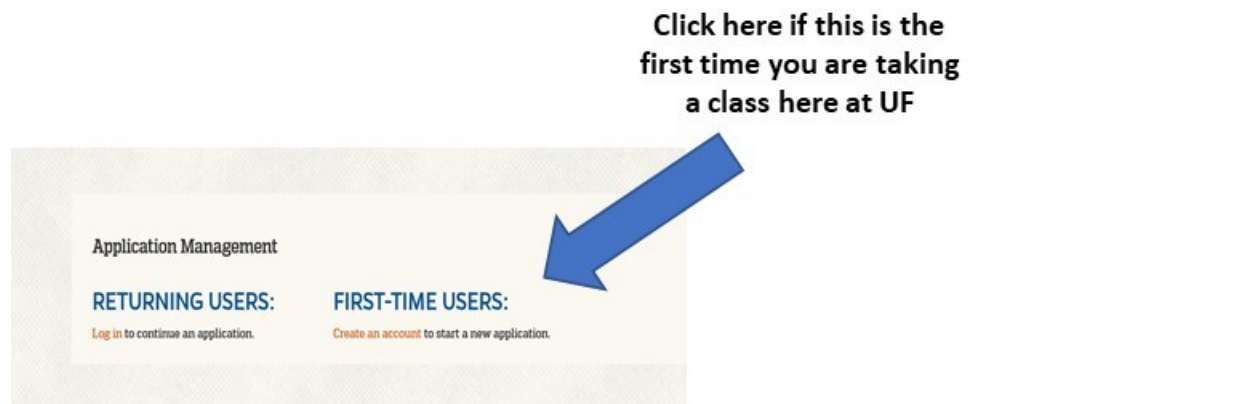 Click here if this is the
first time you are taking
a class here at UF
Application Management
RETURNING USERS:
Log in to continue an application.
FIRST-TIME USERS:
Create an account to start a new application.